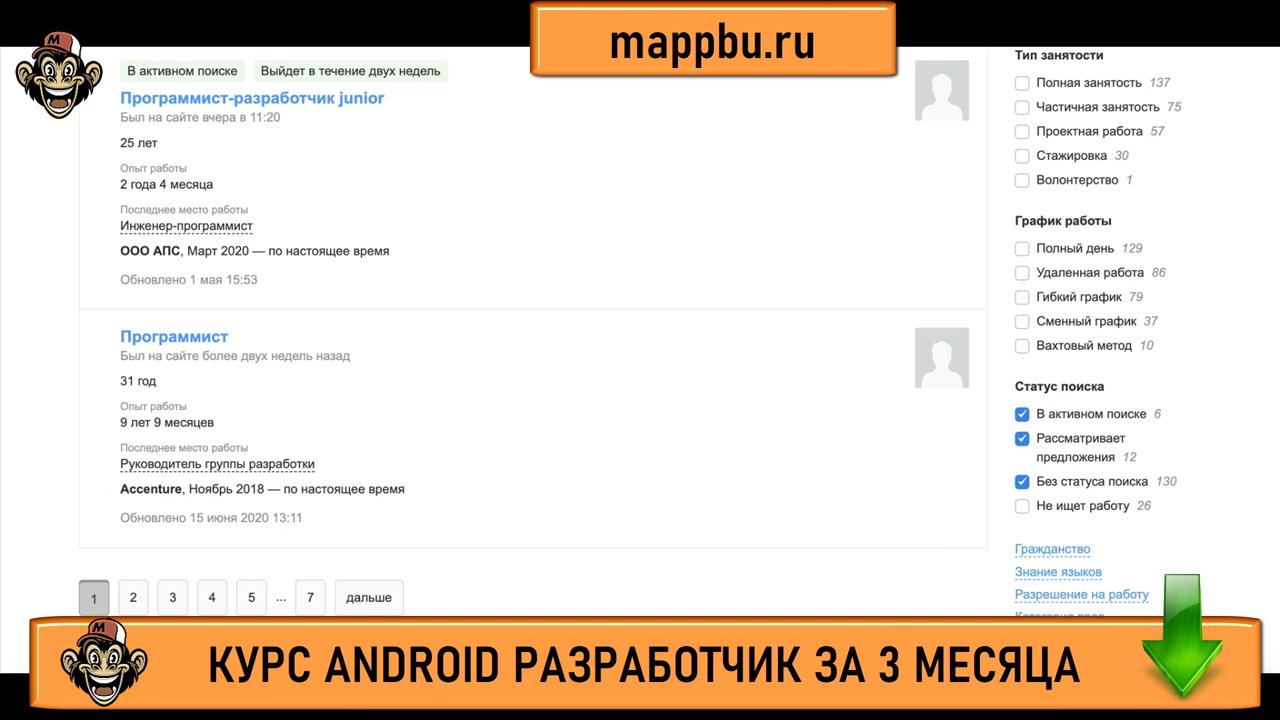 mappbu.ru
M
В активном поиске
Выйдет в течение двух недель
Программист-разработчик junior
Был на сайте вчера в 11:20
25 лет
Опыт работы
2 года 4 месяца
Последнее место работы
Инженер-программист
ООО АПС, Март 2020 — по настоящее время
Обновлено 1 мая 15:53
Программист
Был на сайте более двух недель назад
31 год
Опыт работы
9 лет 9 месяцев
Последнее место работы
Руководитель группы разработки
Accenture, Ноябрь 2018 — по настоящее время
Обновлено 15 июня 2020 13:11
1 2 3 4 5 ... 7 дальше
Тип занятости
Полная занятость 137
Частичная занятость 75
Проектная работа 57
Стажировка 30
Волонтерство 1
График работы
Полный день 129
Удаленная работа 86
Гибкий график 79
Сменный график 37
Вахтовый метод 10
Статус поиска
В активном поиске 6
Рассматривает
предложения 12
Без статуса поиска 130
Не ищет работу 26
Гражданство
Знание языков
Разрешение на работу
M
КУРС ANDROID РАЗРАБОТЧИК ЗА 3 МЕСЯЦА